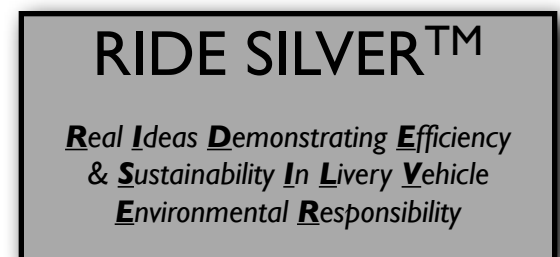 RIDE SILVER™
Real Ideas Demonstrating Efficiency
& Sustainability In Livery Vehicle
Environmental Responsibility